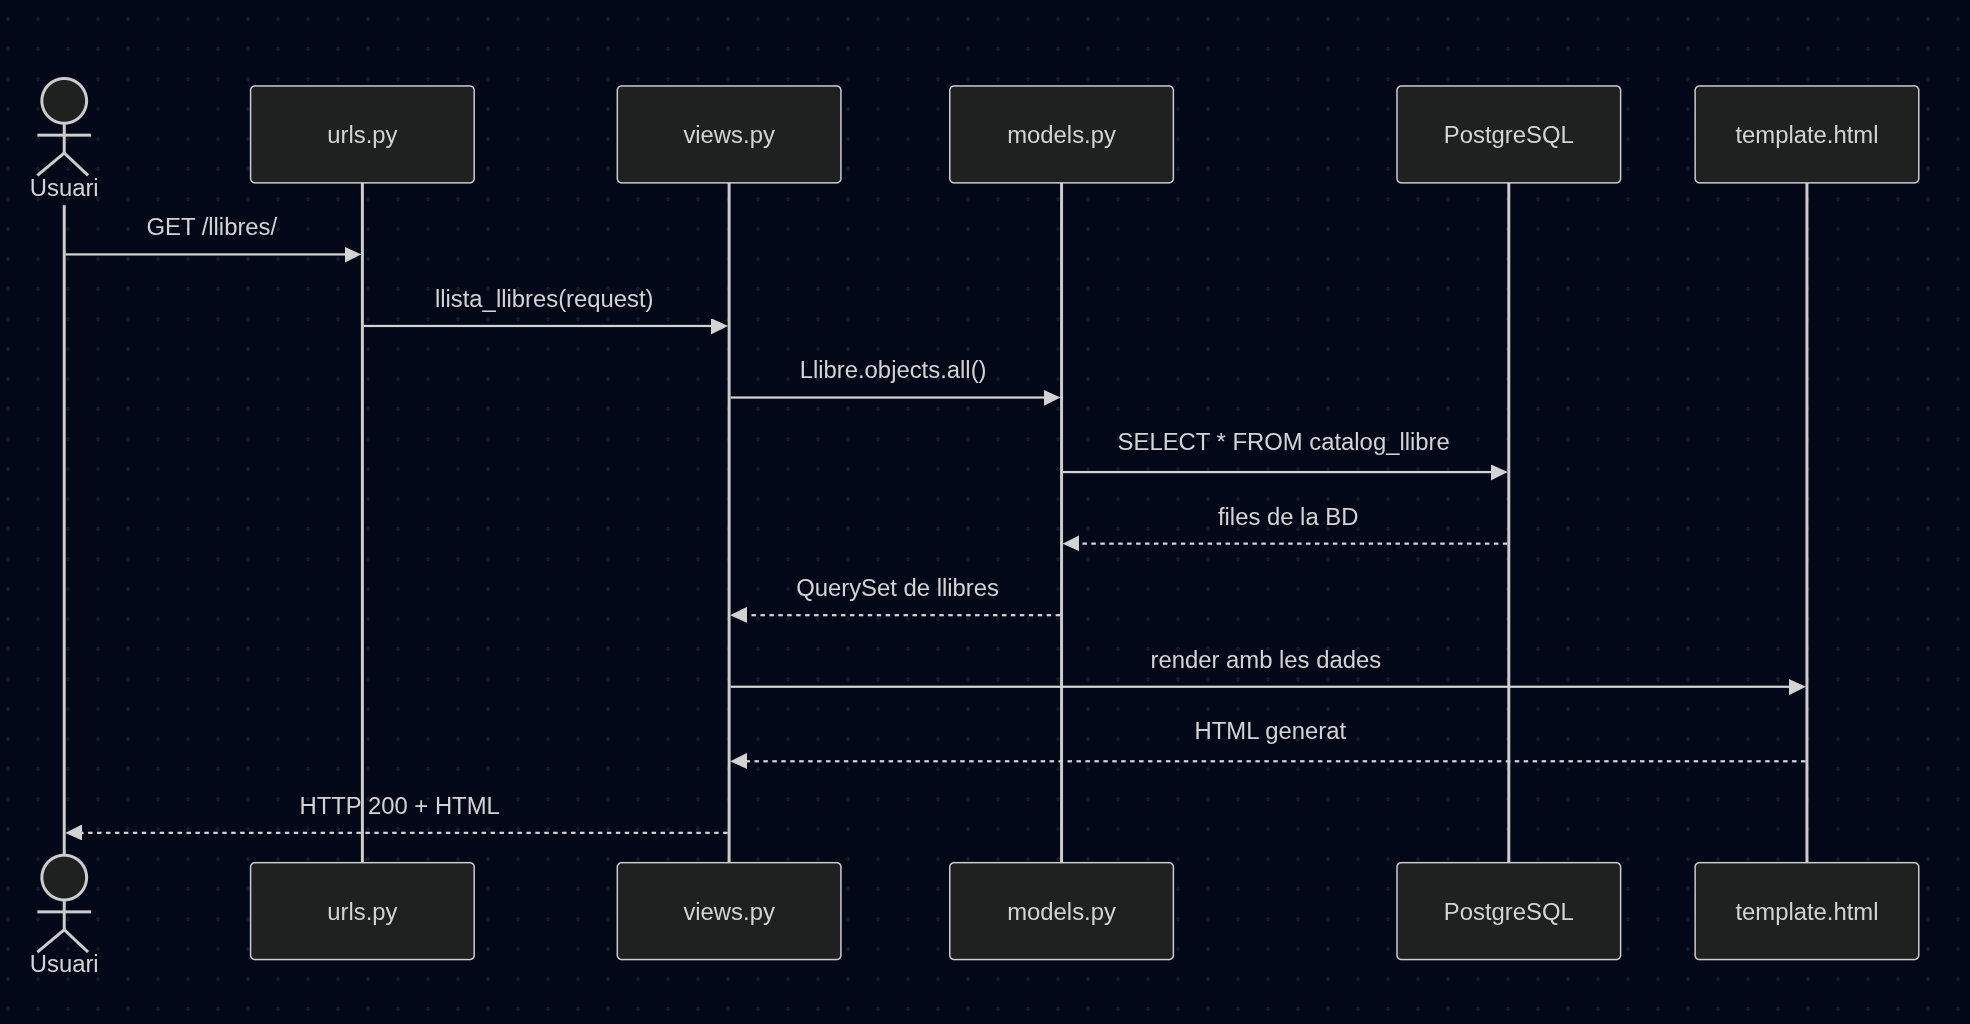 Usuari
urls.py
views.py
models.py
PostgreSQL
template.html
GET /llibres/
llista_llibres(request)
Llibre.objects.all()
SELECT * FROM catalog_llibre
files de la BD
QuerySet de llibres
render amb les dades
HTML generat
HTTP 200 + HTML
Usuari
urls.py
views.py
models.py
PostgreSQL
template.html